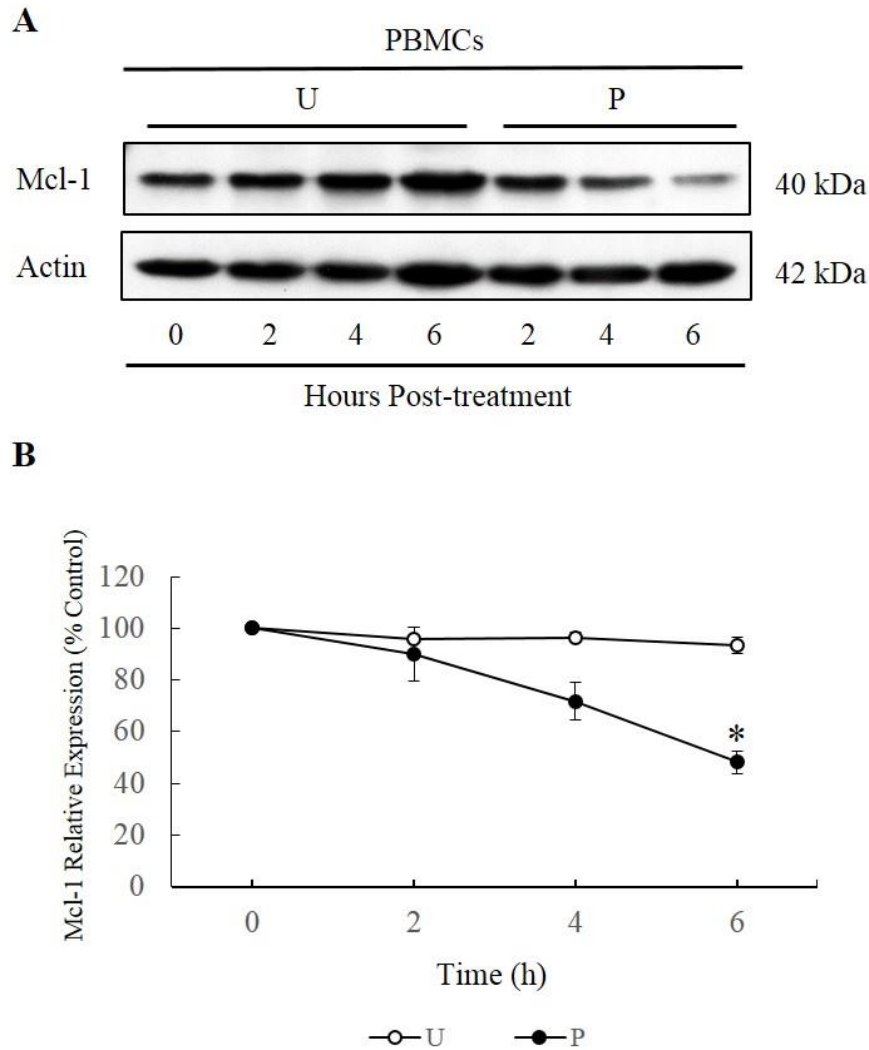 A
PBMCs
U P
Mcl-1 40 kDa
Actin 42 kDa
0 2 4 6 2 4 6
Hours Post-treatment
B
Mcl-1 Relative Expression (% Control)
120
100
80
60
40
20
0
*
0 2 4 6
Time (h)
U P